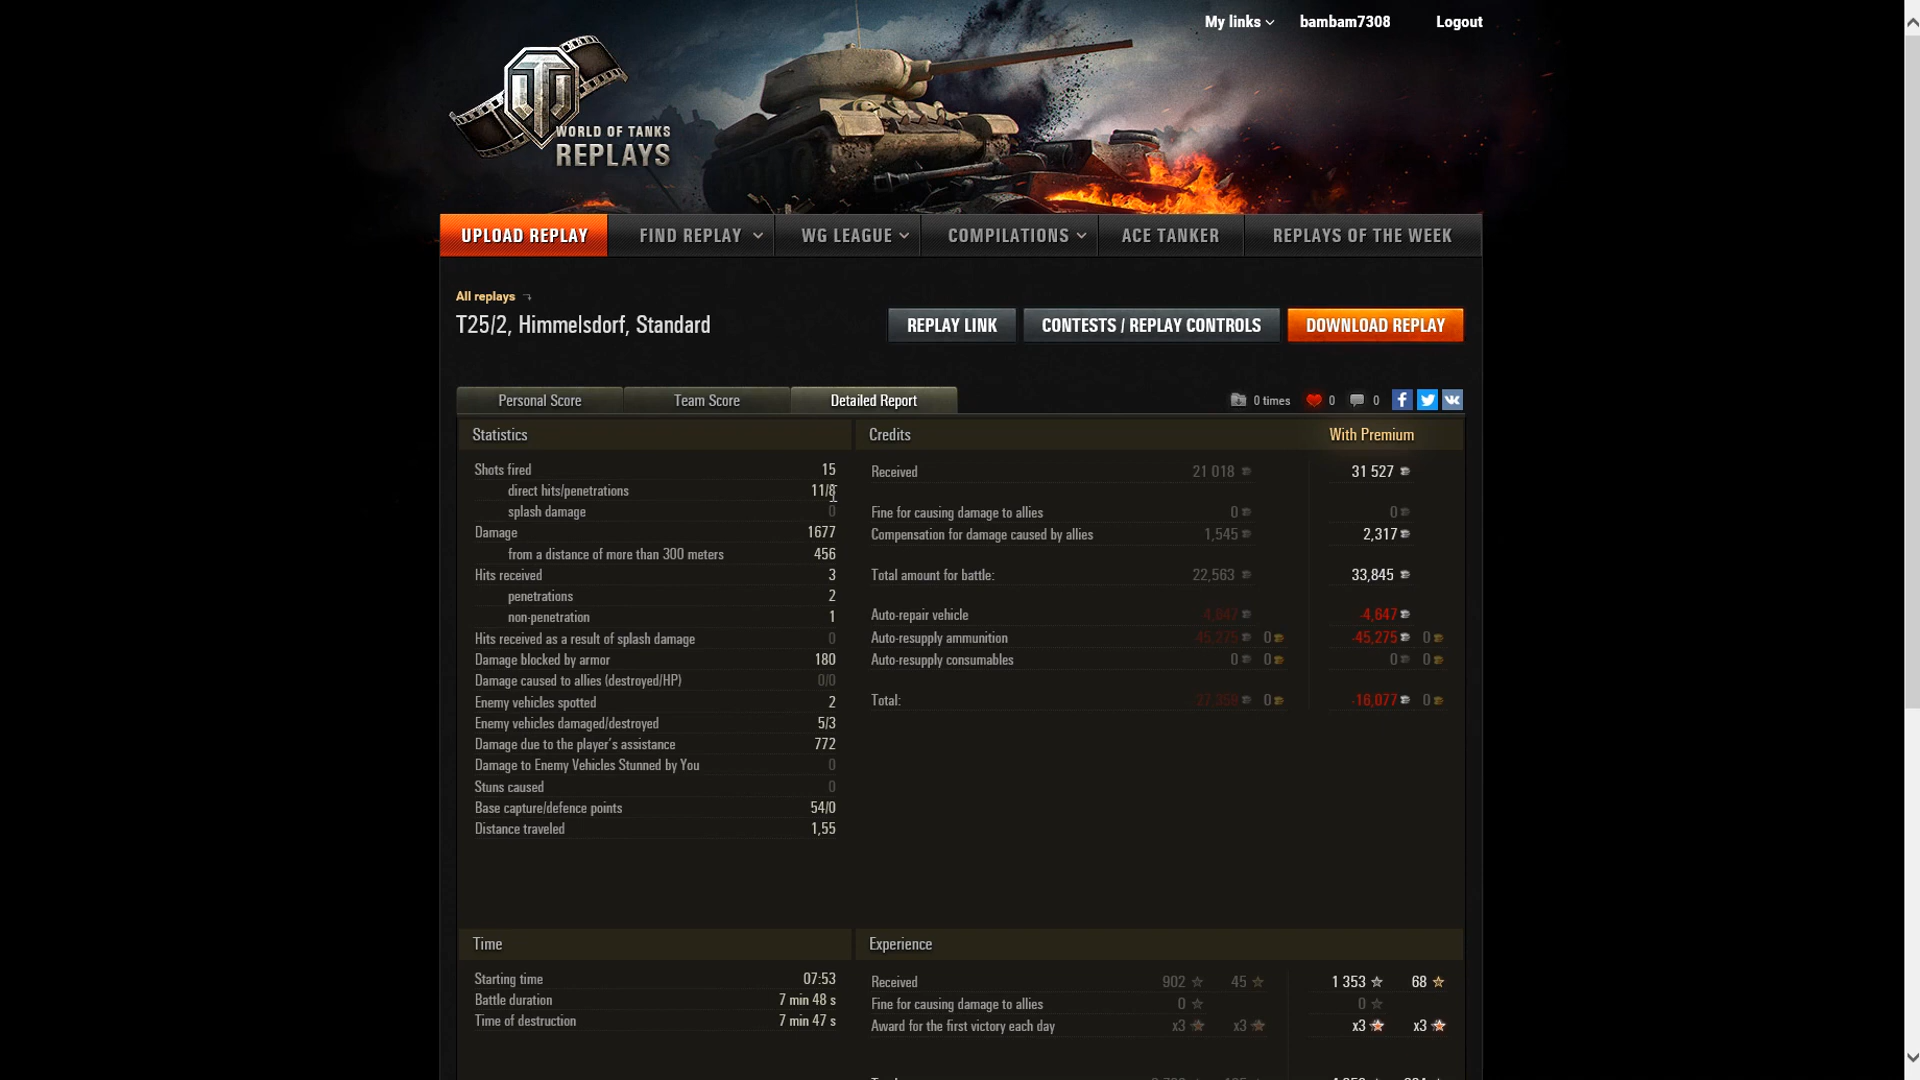 My links bambam7308 Logout
WORLD OF TANKS
REPLAYS
UPLOAD REPLAY FIND REPLAY WG LEAGUE COMPILATIONS ACE TANKER REPLAYS OF THE WEEK
All replays
T25/2, Himmelsdorf, Standard
REPLAY LINK CONTESTS / REPLAY CONTROLS DOWNLOAD REPLAY
Personal Score Team Score Detailed Report 0 times 0 0
Statistics
Shots fired 15
direct hits/penetrations 11/8
splash damage 0
Damage 1677
from a distance of more than 300 meters 456
Hits received 3
penetrations 2
non-penetration 1
Hits received as a result of splash damage 0
Damage blocked by armor 180
Damage caused to allies (destroyed/HP) 0/0
Enemy vehicles spotted 2
Enemy vehicles damaged/destroyed 5/3
Damage due to the player's assistance 772
Damage to Enemy Vehicles Stunned by You 0
Stuns caused 0
Base capture/defence points 54/0
Distance traveled 1,55
Credits With Premium
Received 21 018 31 527
Fine for causing damage to allies 0 0
Compensation for damage caused by allies 1,545 2,317
Total amount for battle: 22,563 33,845
Auto-repair vehicle -4,647 -4,647
Auto-resupply ammunition -45,275 0 -45,275 0
Auto-resupply consumables 0 0 0 0
Total: 0 -16,077 0
Time
Starting time 07:53
Battle duration 7 min 48 s
Time of destruction 7 min 47 s
Experience
Received 902 45 1 353 68
Fine for causing damage to allies 0 0
Award for the first victory each day x3 x3 x3 x3